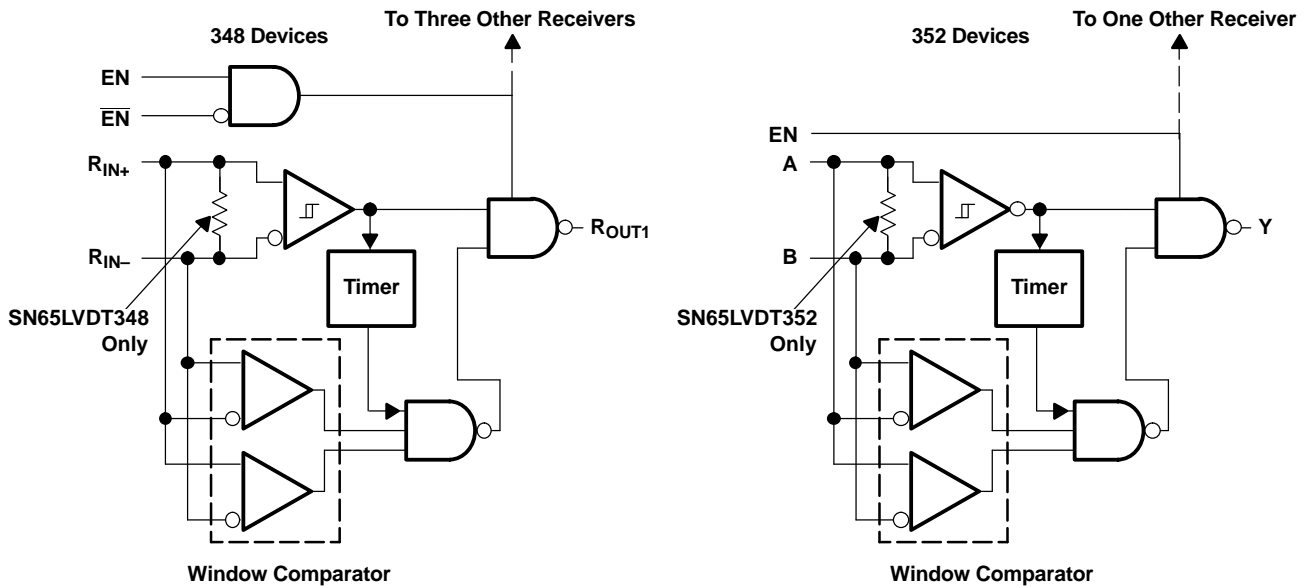 To Three Other Receivers
348 Devices
EN
E̅N̅
RIN+
RIN–
SN65LVDT348
Only
Timer
ROUT1
Window Comparator
To One Other Receiver
352 Devices
EN
A
B
SN65LVDT352
Only
Timer
Y
Window Comparator